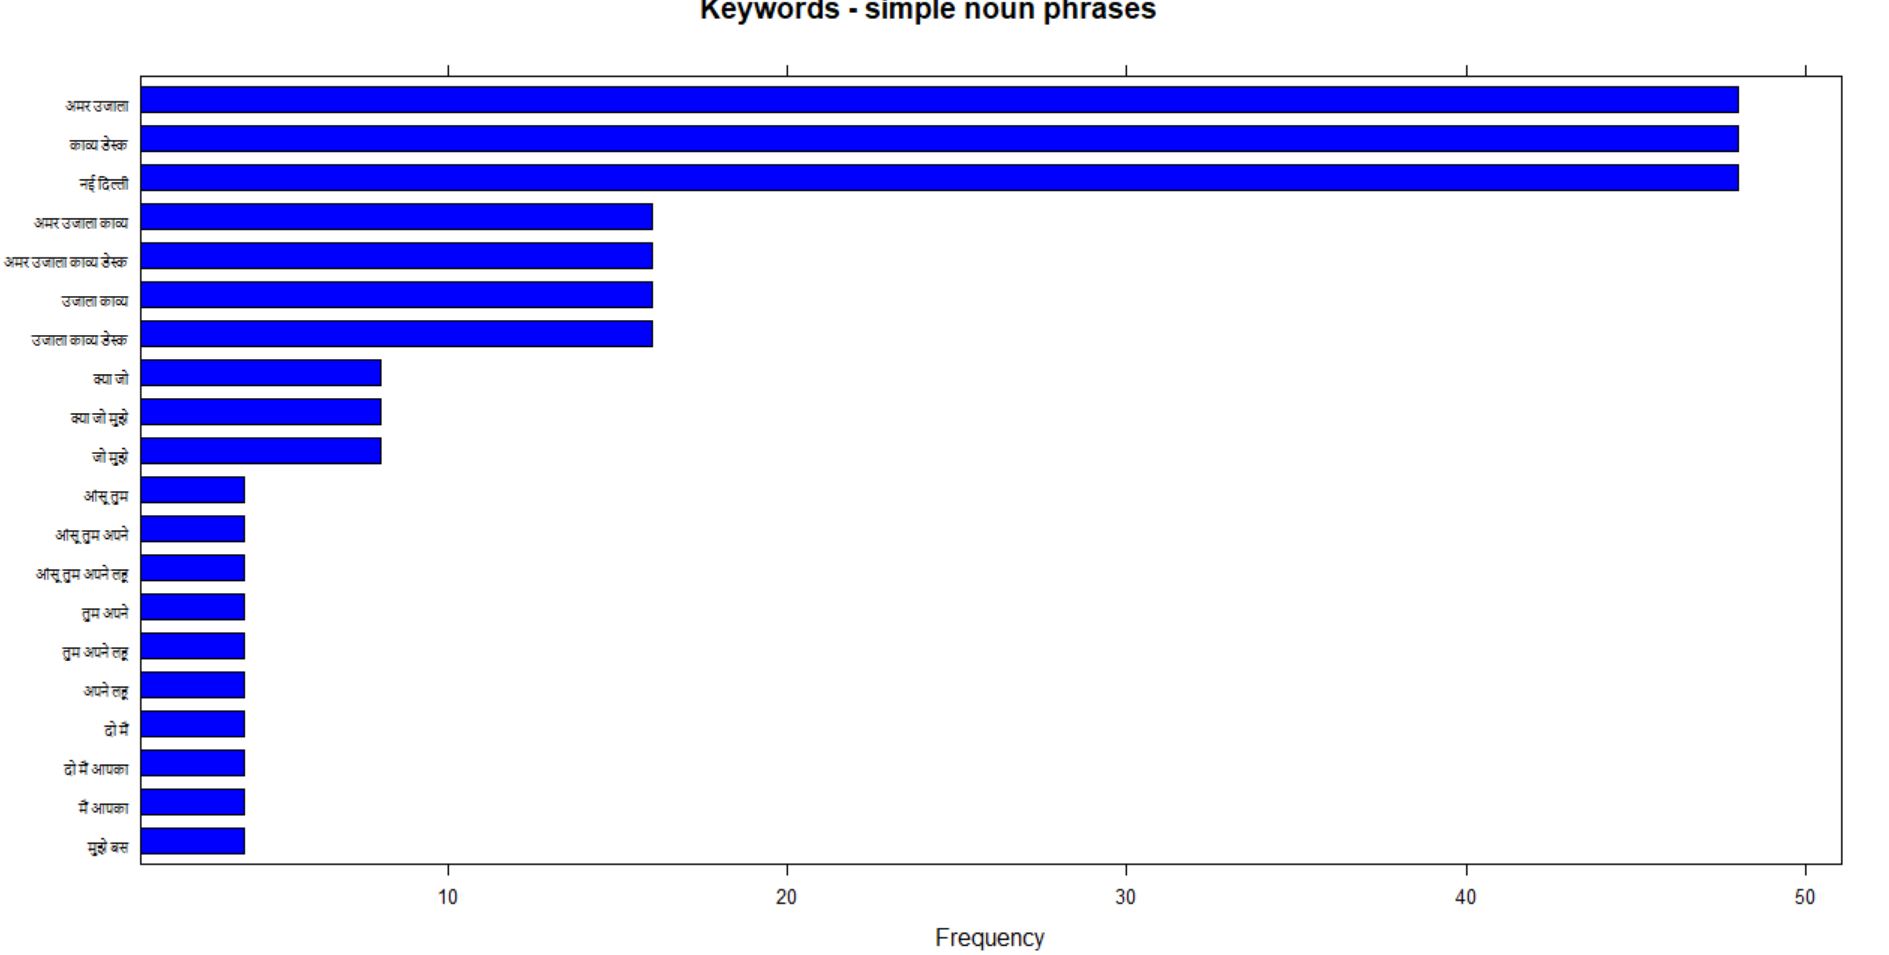 Keywords - simple noun phrases
अमर उजाला
काव्य डेस्क
नई दिल्ली
अमर उजाला काव्य
अमर उजाला काव्य डेस्क
उजाला काव्य
उजाला काव्य डेस्क
क्या जो
क्या जो मुझे
जो मुझे
आंसू तुम
आंसू तुम अपने
आंसू तुम अपने लहू
तुम अपने
तुम अपने लहू
अपने लहू
दो मैं
दो मैं आपका
मैं आपका
मुझे बस
10 20 30 40 50
Frequency